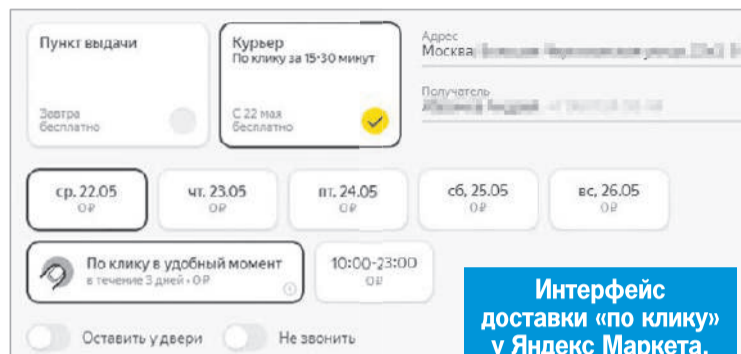 Пункт выдачи
Завтра
бесплатно
Курьер
По клику за 15-30 минут
С 22 мая
бесплатно
Адрес
Москва,
Получатель
ср. 22.05
0 ₽
чт. 23.05
0 ₽
пт. 24.05
0 ₽
сб, 25.05
0 ₽
вс, 26.05
0 ₽
По клику в удобный момент
в течение 3 дней • 0 ₽
10:00-23:00
0 ₽
Оставить у двери
Не звонить
Интерфейс
доставки «по клику»
у Яндекс Маркета.